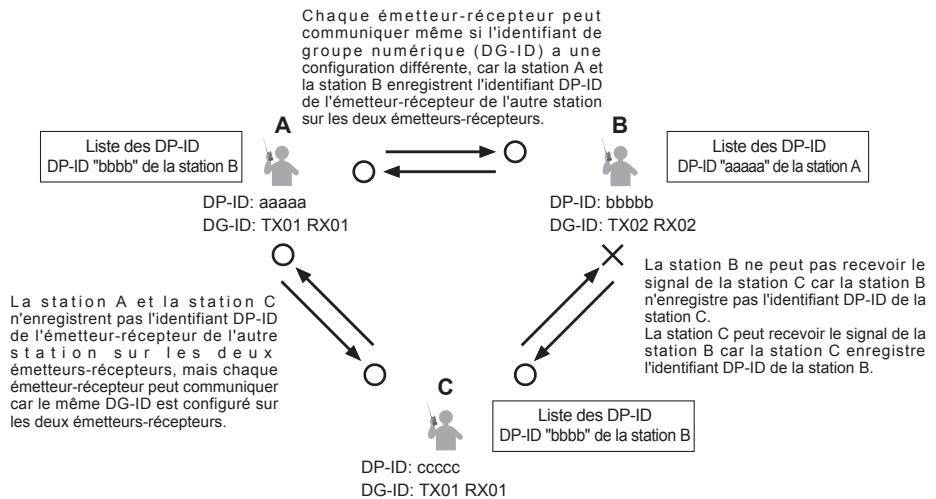 Chaque émetteur-récepteur peut
communiquer même si l'identifiant de
groupe numérique (DG-ID) a une
configuration différente, car la station A et
la station B enregistrent l'identifiant DP-ID
de l'émetteur-récepteur de l'autre station
sur les deux émetteurs-récepteurs.
A
B
Liste des DP-ID
DP-ID "bbbb" de la station B
Liste des DP-ID
DP-ID "aaaaa" de la station A
DP-ID: aaaaa
DG-ID: TX01 RX01
DP-ID: bbbbb
DG-ID: TX02 RX02
La station B ne peut pas recevoir le
signal de la station C car la station B
n'enregistre pas l'identifiant DP-ID de la
station C.
La station C peut recevoir le signal de la
station B car la station C enregistre
l'identifiant DP-ID de la station B.
La station A et la station C
n'enregistrent pas l'identifiant DP-ID
de l'émetteur-récepteur de l'autre
station sur les deux
émetteurs-récepteurs, mais chaque
émetteur-récepteur peut communiquer
car le même DG-ID est configuré sur
les deux émetteurs-récepteurs.
C
Liste des DP-ID
DP-ID "bbbb" de la station B
DP-ID: ccccc
DG-ID: TX01 RX01